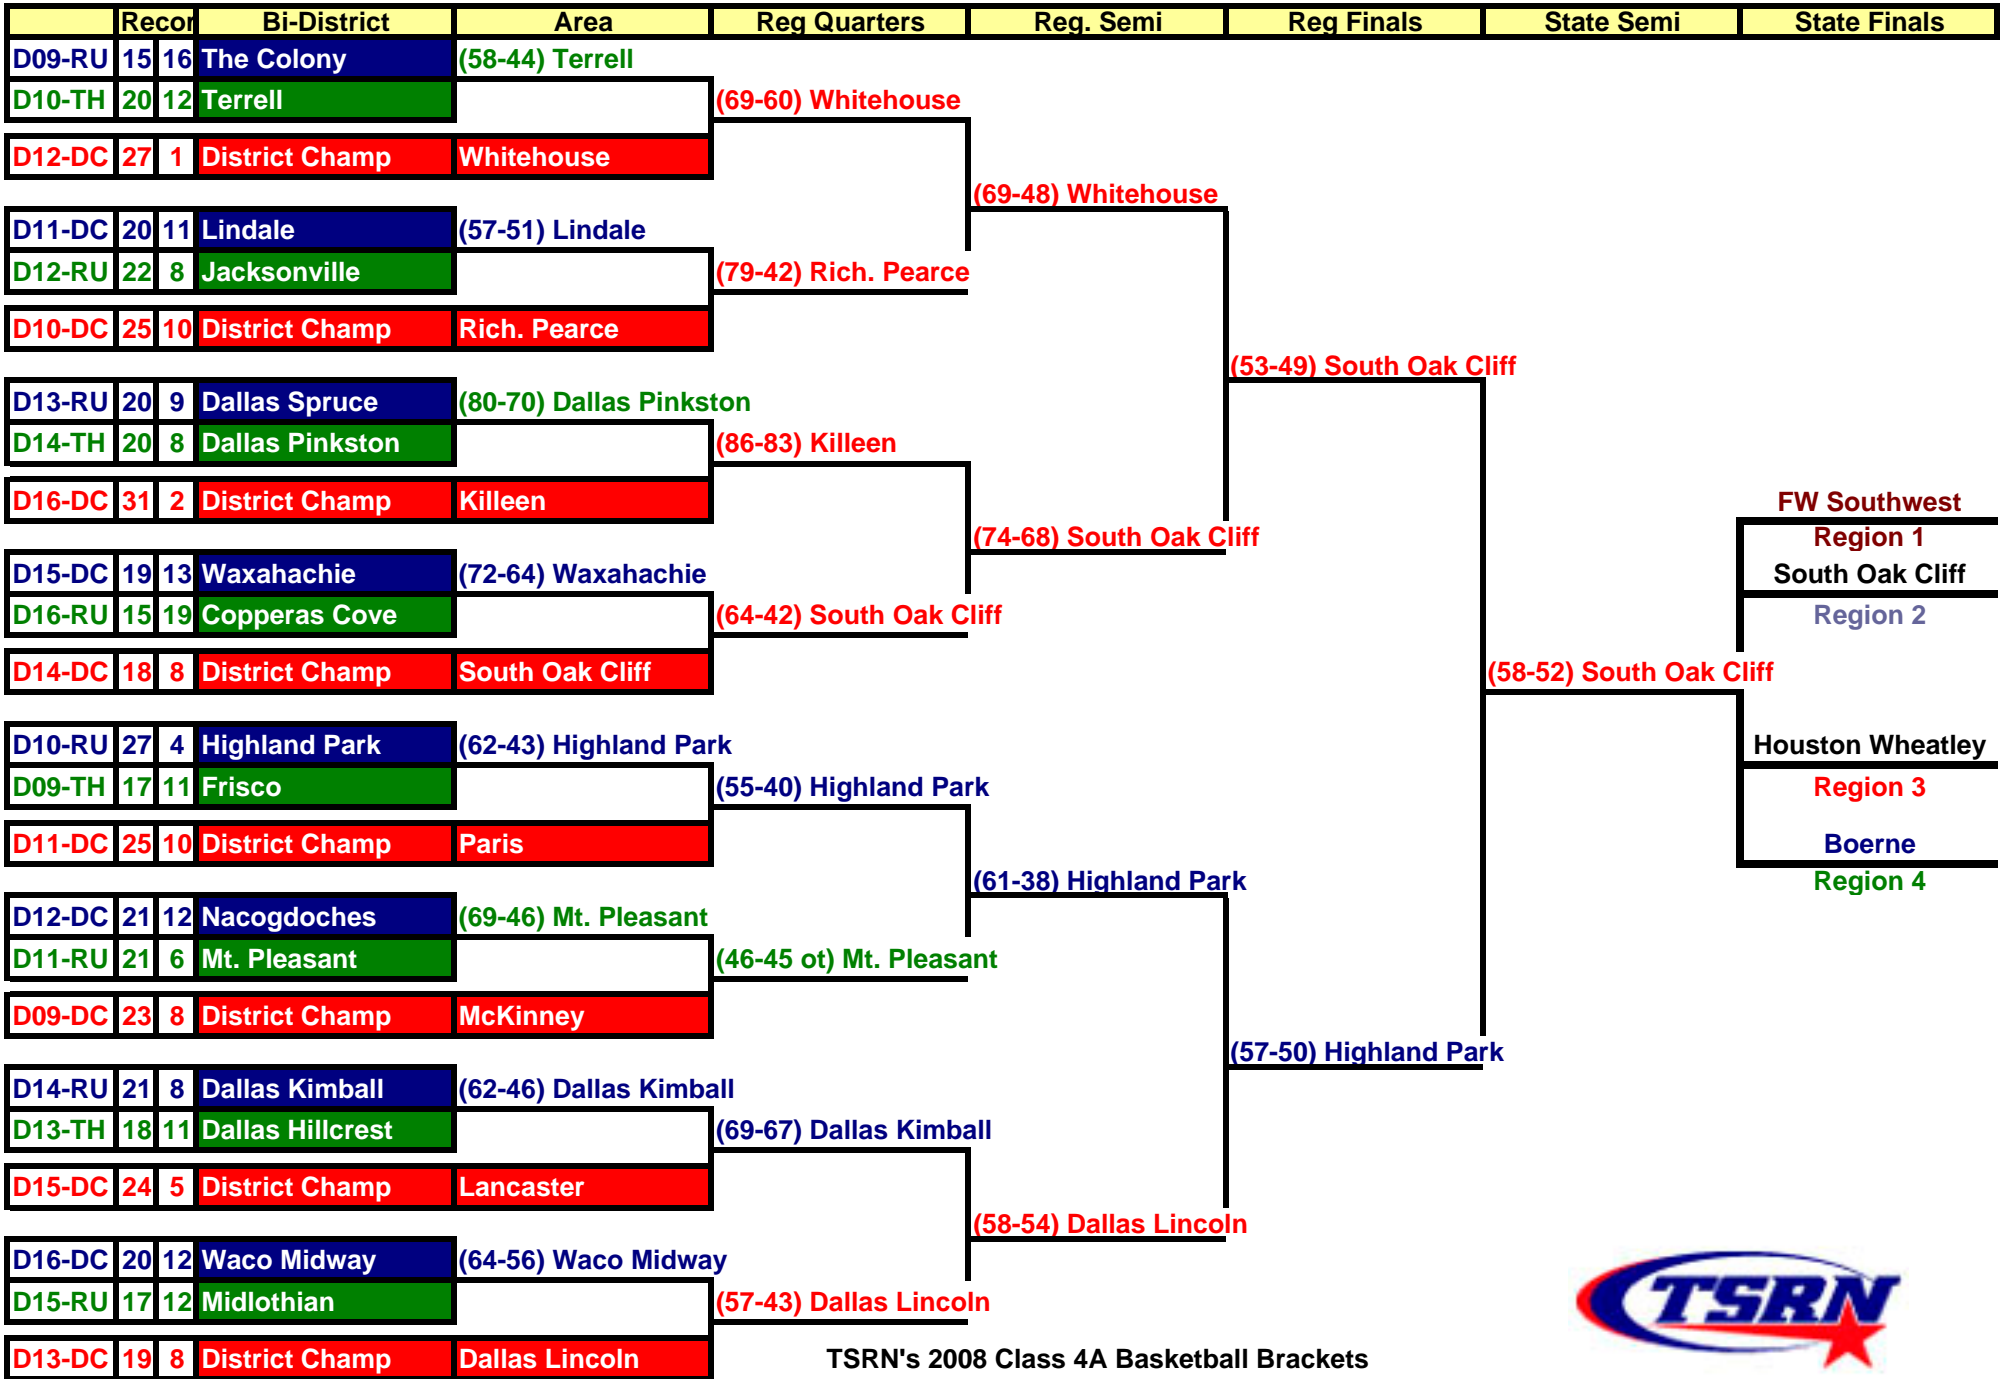 Recor Bi-District Area Reg Quarters Reg. Semi Reg Finals State Semi State Finals
D09-RU 15 16 The Colony (58-44) Terrell
D10-TH 20 12 Terrell (69-60) Whitehouse
D12-DC 27 1 District Champ Whitehouse
(69-48) Whitehouse
D11-DC 20 11 Lindale (57-51) Lindale
D12-RU 22 8 Jacksonville (79-42) Rich. Pearce
D10-DC 25 10 District Champ Rich. Pearce
(53-49) South Oak Cliff
D13-RU 20 9 Dallas Spruce (80-70) Dallas Pinkston
D14-TH 20 8 Dallas Pinkston (86-83) Killeen
D16-DC 31 2 District Champ Killeen FW Southwest
(74-68) South Oak Cliff Region 1
D15-DC 19 13 Waxahachie (72-64) Waxahachie South Oak Cliff
D16-RU 15 19 Copperas Cove (64-42) South Oak Cliff Region 2
D14-DC 18 8 District Champ South Oak Cliff (58-52) South Oak Cliff
D10-RU 27 4 Highland Park (62-43) Highland Park Houston Wheatley
D09-TH 17 11 Frisco (55-40) Highland Park Region 3
D11-DC 25 10 District Champ Paris Boerne
(61-38) Highland Park Region 4
D12-DC 21 12 Nacogdoches (69-46) Mt. Pleasant
D11-RU 21 6 Mt. Pleasant (46-45 ot) Mt. Pleasant
D09-DC 23 8 District Champ McKinney
(57-50) Highland Park
D14-RU 21 8 Dallas Kimball (62-46) Dallas Kimball
D13-TH 18 11 Dallas Hillcrest (69-67) Dallas Kimball
D15-DC 24 5 District Champ Lancaster
(58-54) Dallas Lincoln
D16-DC 20 12 Waco Midway (64-56) Waco Midway
D15-RU 17 12 Midlothian (57-43) Dallas Lincoln
D13-DC 19 8 District Champ Dallas Lincoln TSRN's 2008 Class 4A Basketball Brackets
TSRN